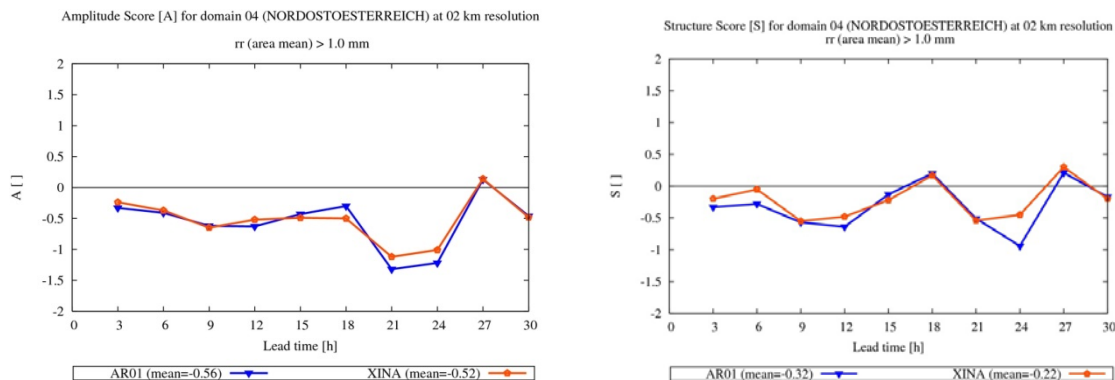 Amplitude Score [A] for domain 04 (NORDOSTOESTERREICH) at 02 km resolution
rr (area mean) > 1.0 mm
2
1.5
1
0.5
0
-0.5
-1
-1.5
-2
A [ ]
0 3 6 9 12 15 18 21 24 27 30
Lead time [h]
AR01 (mean=-0.56) XINA (mean=-0.52)
Structure Score [S] for domain 04 (NORDOSTOESTERREICH) at 02 km resolution
rr (area mean) > 1.0 mm
2
1.5
1
0.5
0
-0.5
-1
-1.5
-2
S [ ]
0 3 6 9 12 15 18 21 24 27 30
Lead time [h]
AR01 (mean=-0.32) XINA (mean=-0.22)